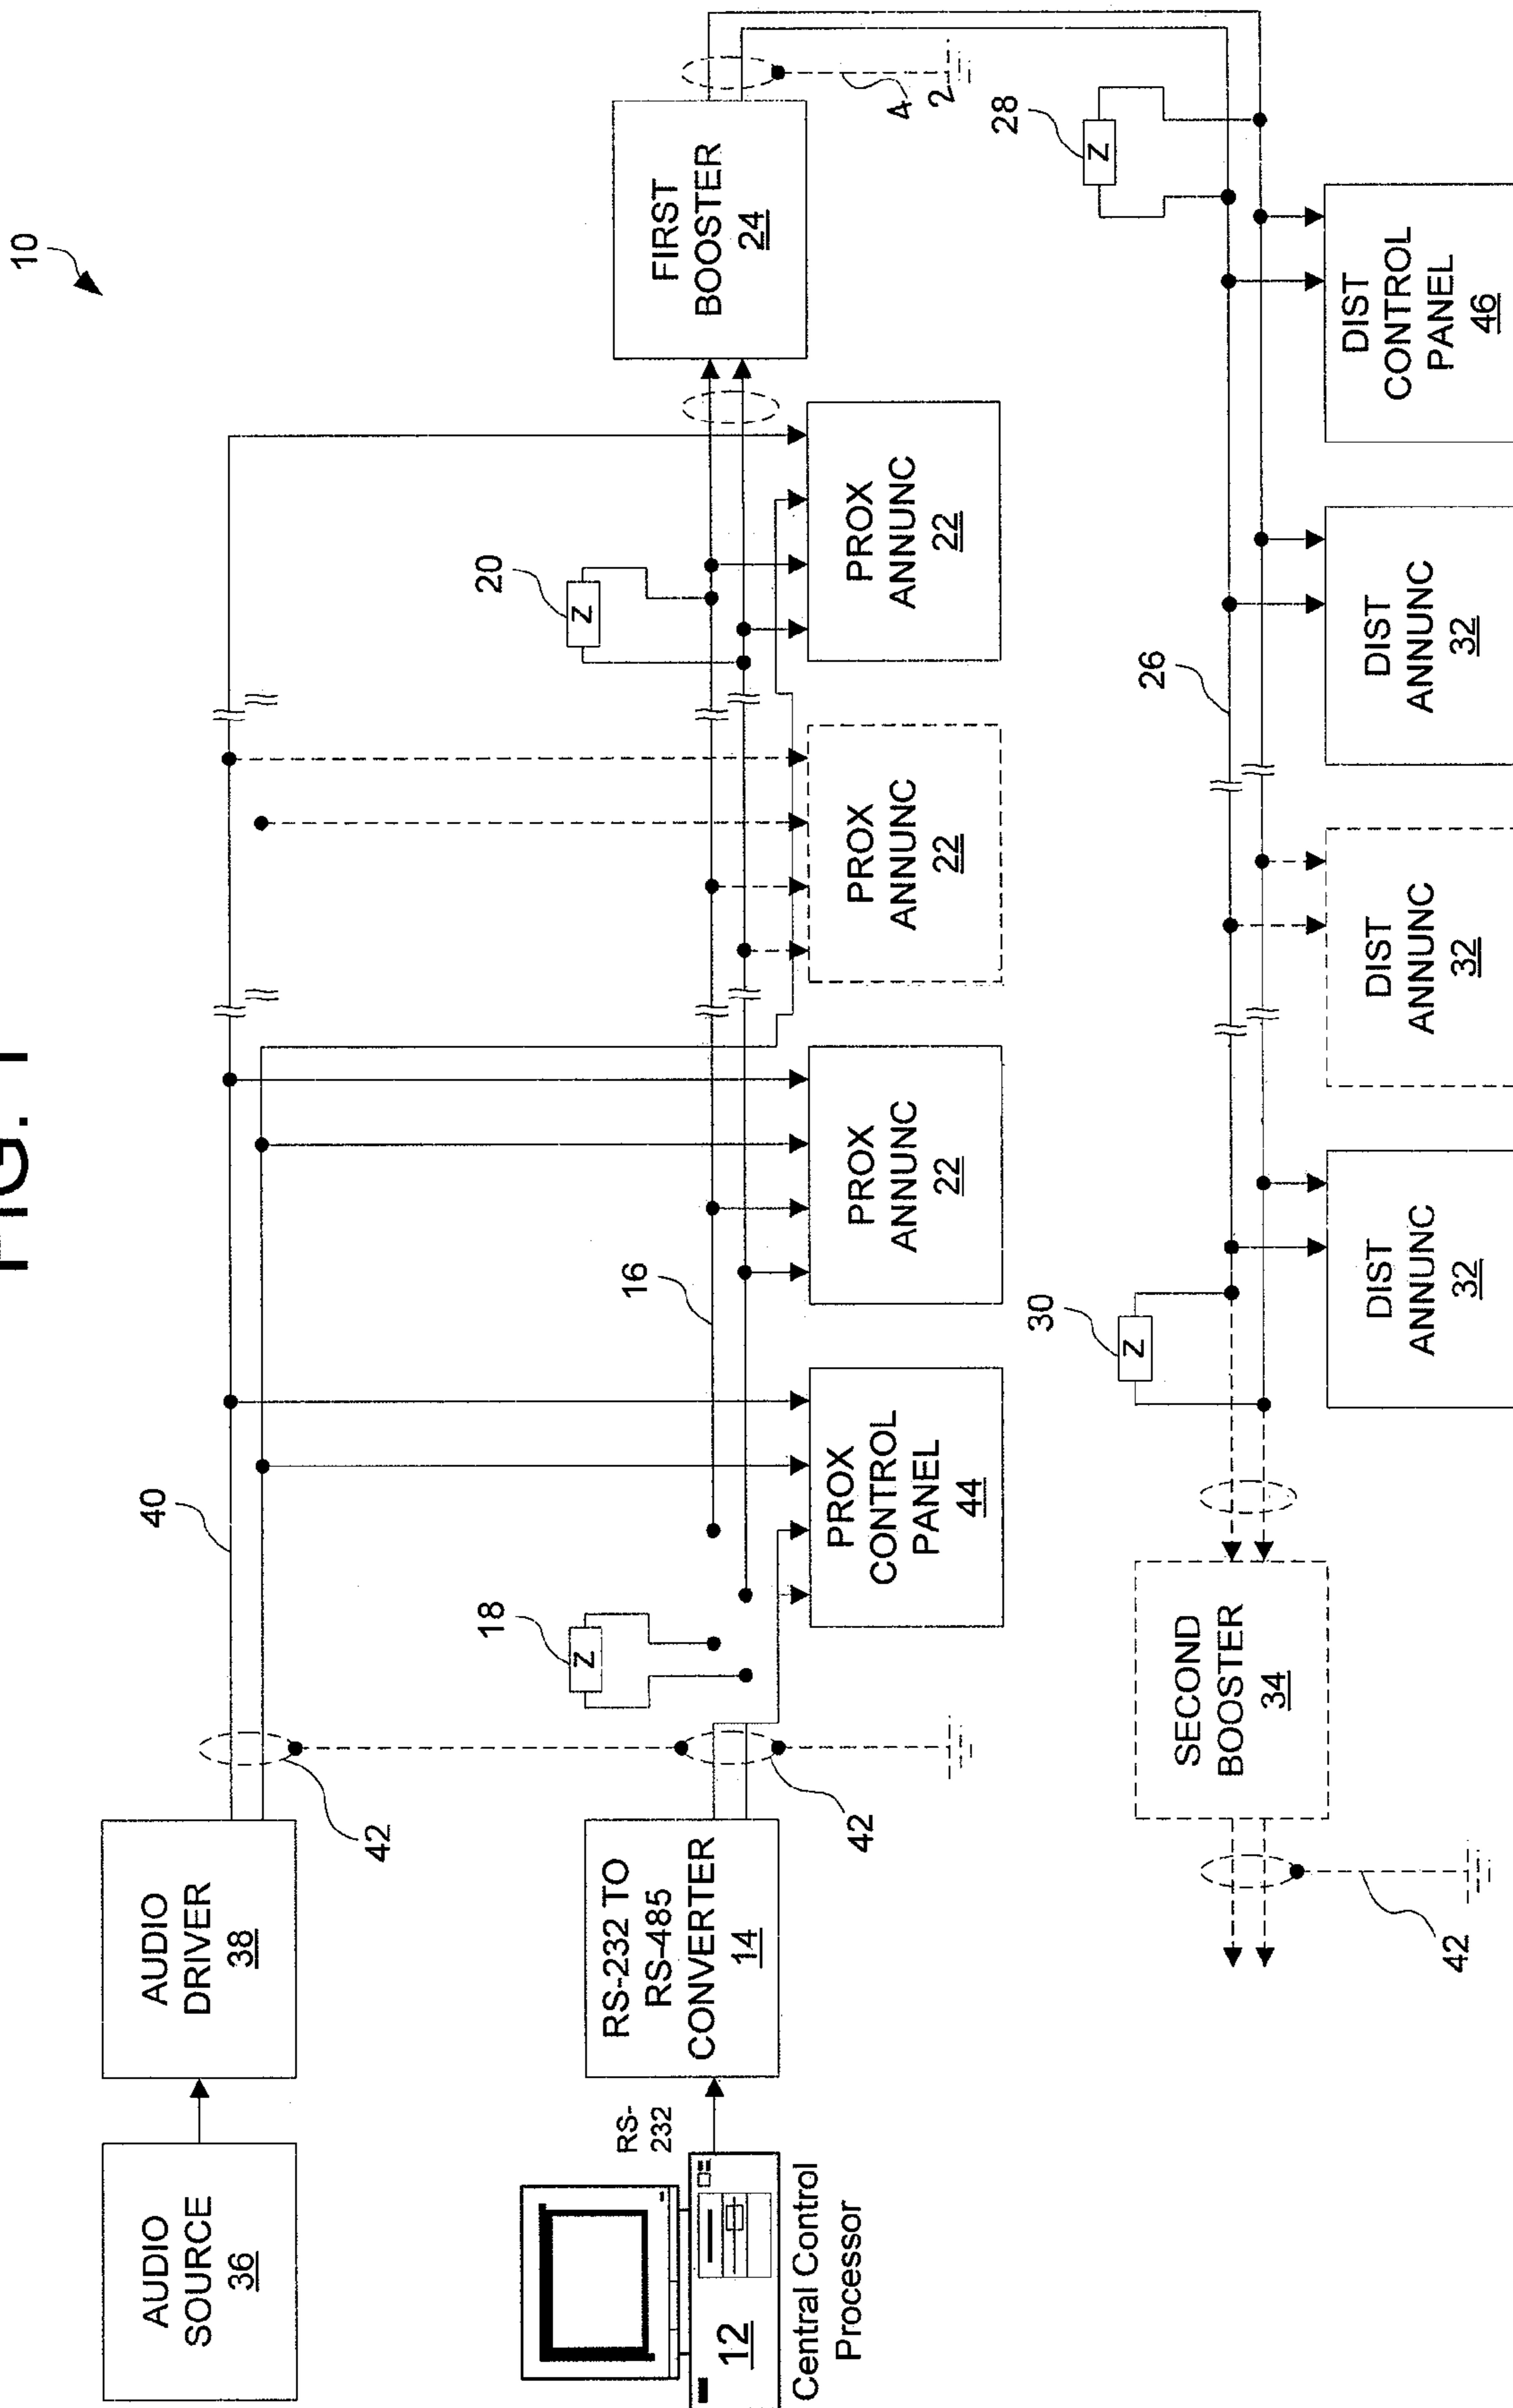 FIG. 1
10
AUDIO
SOURCE
36
AUDIO
DRIVER
38
42
40
12
Central Control
Processor
RS-
232
RS-232 TO
RS-485
CONVERTER
14
42
18
Z
16
20
Z
FIRST
BOOSTER
24
4
2
PROX
CONTROL
PANEL
44
PROX
ANNUNC
22
PROX
ANNUNC
22
PROX
ANNUNC
22
42
SECOND
BOOSTER
34
30
Z
26
28
Z
DIST
ANNUNC
32
DIST
ANNUNC
32
DIST
ANNUNC
32
DIST
CONTROL
PANEL
46